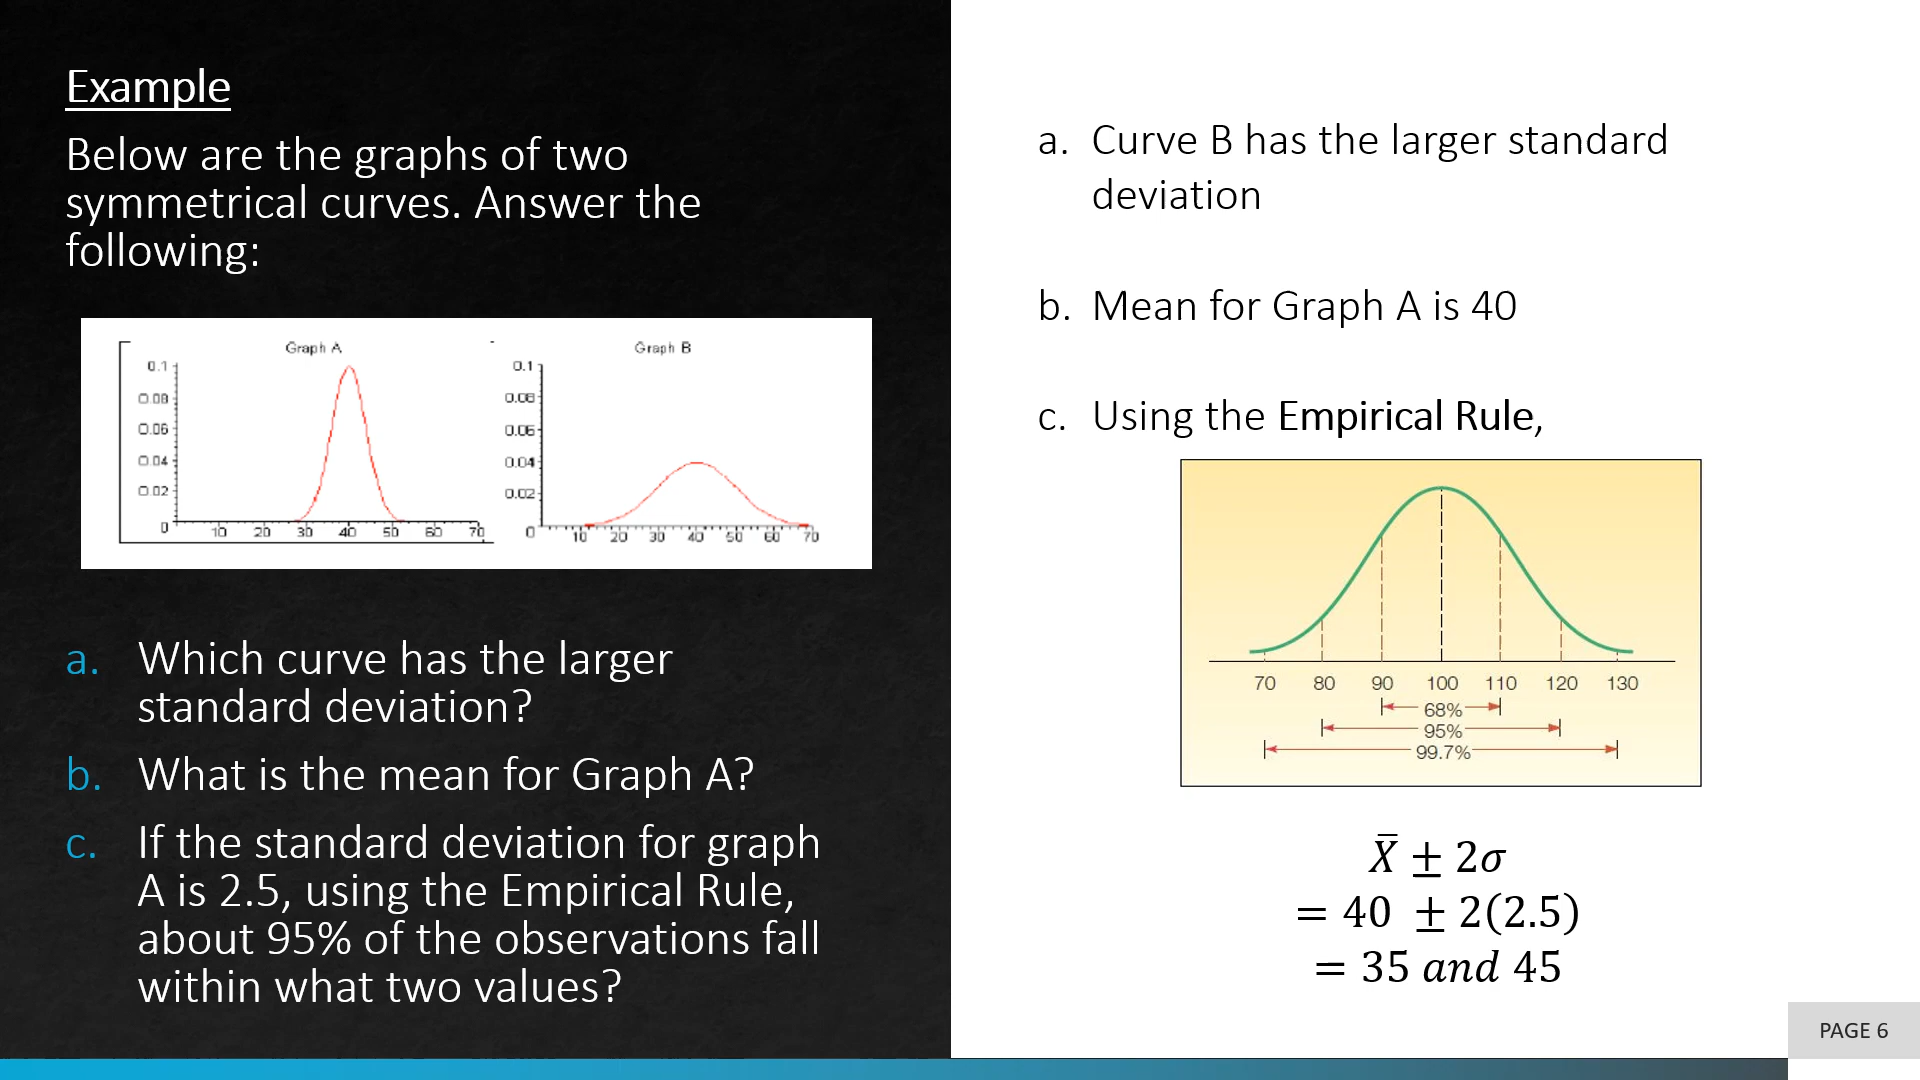 Example
Below are the graphs of two
symmetrical curves. Answer the
following:
Graph A
0.1
0.08
0.06
0.04
0.02
0
10 20 30 40 50 60 70
Graph B
0.1
0.08
0.06
0.04
0.02
0
10 20 30 40 50 60 70
a. Which curve has the larger
standard deviation?
b. What is the mean for Graph A?
c. If the standard deviation for graph
A is 2.5, using the Empirical Rule,
about 95% of the observations fall
within what two values?
a. Curve B has the larger standard
deviation
b. Mean for Graph A is 40
c. Using the Empirical Rule,
70 80 90 100 110 120 130
68%
95%
99.7%
X̄ ± 2σ
= 40 ± 2(2.5)
= 35 and 45
PAGE 6